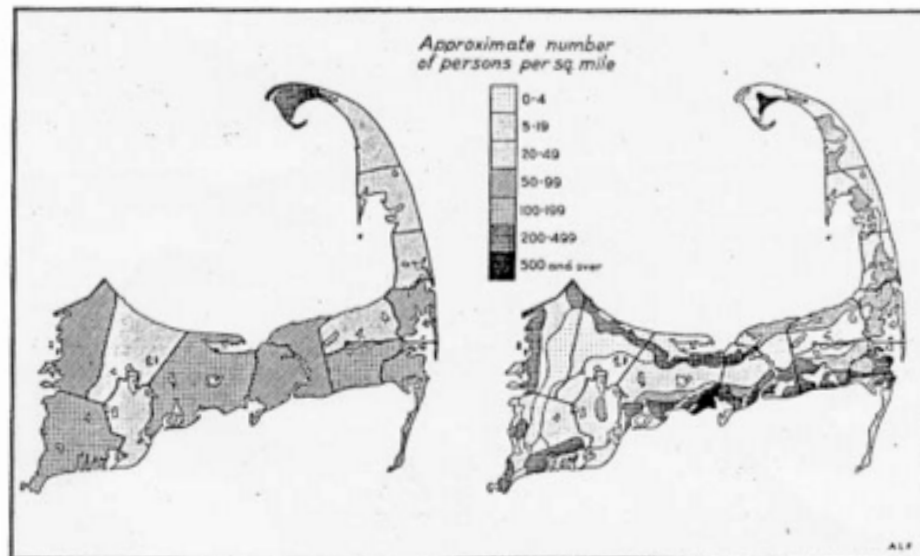 Approximate number
of persons per sq. mile
0-4
5-19
20-49
50-99
100-199
200-499
500 and over